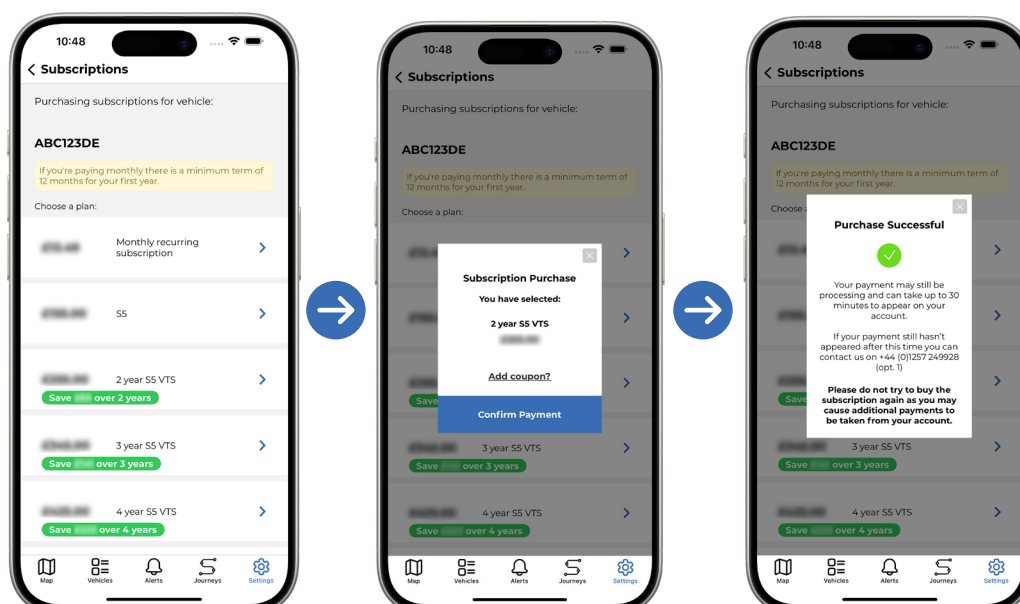 10:48
Subscriptions
Purchasing subscriptions for vehicle:
ABC123DE
If you're paying monthly there is a minimum term of
12 months for your first year.
Choose a plan:
Monthly recurring
subscription
S5
2 year S5 VTS
Save over 2 years
3 year S5 VTS
Save over 3 years
4 year S5 VTS
Save over 4 years
Map
Vehicles
Alerts
Journeys
Settings
10:48
Subscriptions
Purchasing subscriptions for vehicle:
ABC123DE
If you're paying monthly there is a minimum term of
12 months for your first year.
Choose a plan:
Subscription Purchase
You have selected:
2 year S5 VTS
Add coupon?
Confirm Payment
Save
3 year S5 VTS
Save over 3 years
4 year S5 VTS
Save over 4 years
Map
Vehicles
Alerts
Journeys
Settings
10:48
Subscriptions
Purchasing subscriptions for vehicle:
ABC123DE
If you're paying monthly there is a minimum term of
12 months for your first year.
Choose
Purchase Successful
Your payment may still be
processing and can take up to 30
minutes to appear on your
account.
If your payment still hasn't
appeared after this time you can
contact us on +44 (0)1257 249928
(opt. 1)
Please do not try to buy the
subscription again as you may
cause additional payments to
be taken from your account.
Save
3 year S5 VTS
Save over 3 years
4 year S5 VTS
Save over 4 years
Map
Vehicles
Alerts
Journeys
Settings